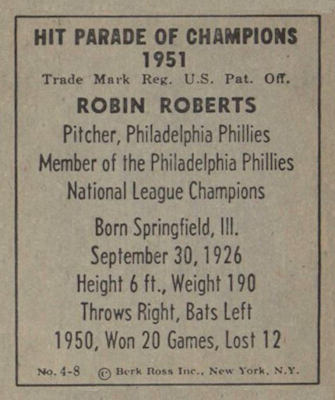 HIT PARADE OF CHAMPIONS
1951
Trade Mark Reg. U.S. Pat. Off.
ROBIN ROBERTS
Pitcher, Philadelphia Phillies
Member of the Philadelphia Phillies
National League Champions
Born Springfield, Ill.
September 30, 1926
Height 6 ft., Weight 190
Throws Right, Bats Left
1950, Won 20 Games, Lost 12
No. 4-8 © Berk Ross Inc., New York, N.Y.